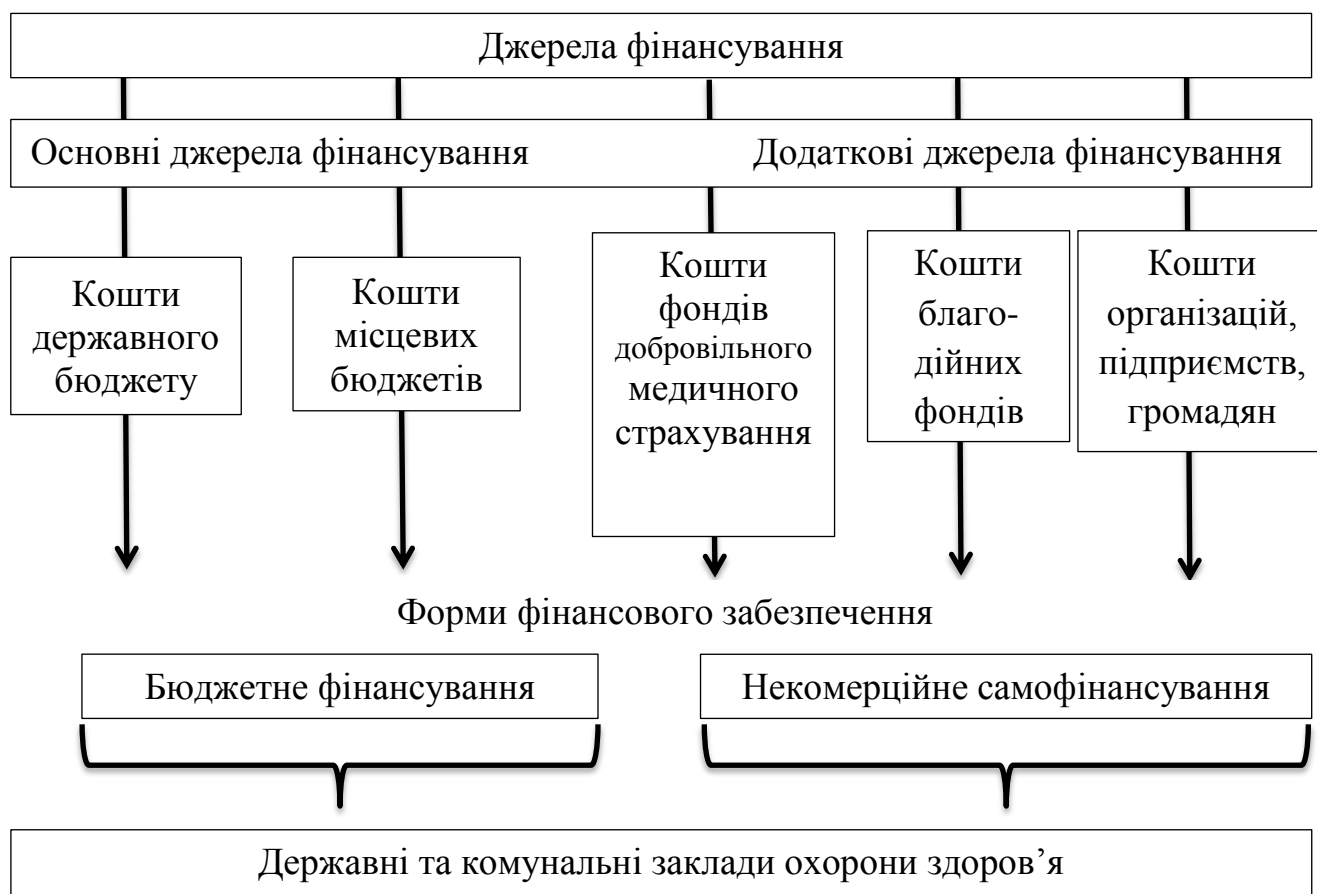 Джерела фінансування
Основні джерела фінансування
Додаткові джерела фінансування
Кошти
державного
бюджету
Кошти
місцевих
бюджетів
Кошти
фондів
добровільного
медичного
страхування
Кошти
благо-
дійних
фондів
Кошти
організацій,
підприємств,
громадян
Форми фінансового забезпечення
Бюджетне фінансування
Некомерційне самофінансування
Державні та комунальні заклади охорони здоров’я